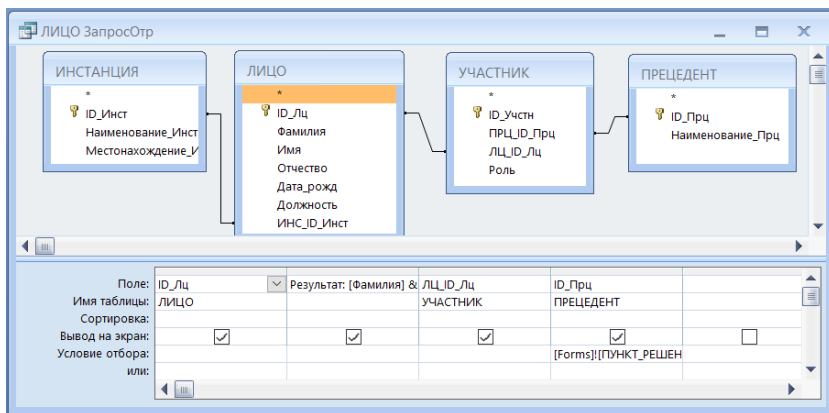 ЛИЦО ЗапросОтр
ИНСТАНЦИЯ
*
ID_Инст
Наименование_Инст
Местонахождение_И
ЛИЦО
*
ID_Лц
Фамилия
Имя
Отчество
Дата_рожд
Должность
ИНС_ID_Инст
УЧАСТНИК
*
ID_Учстн
ПРЦ_ID_Прц
ЛЦ_ID_Лц
Роль
ПРЕЦЕДЕНТ
*
ID_Прц
Наименование_Прц
Поле: ID_Лц Результат: [Фамилия] & ЛЦ_ID_Лц ID_Прц
Имя таблицы: ЛИЦО УЧАСТНИК ПРЕЦЕДЕНТ
Сортировка:
Вывод на экран:
Условие отбора: [Forms]![ПУНКТ_РЕШЕН
или: